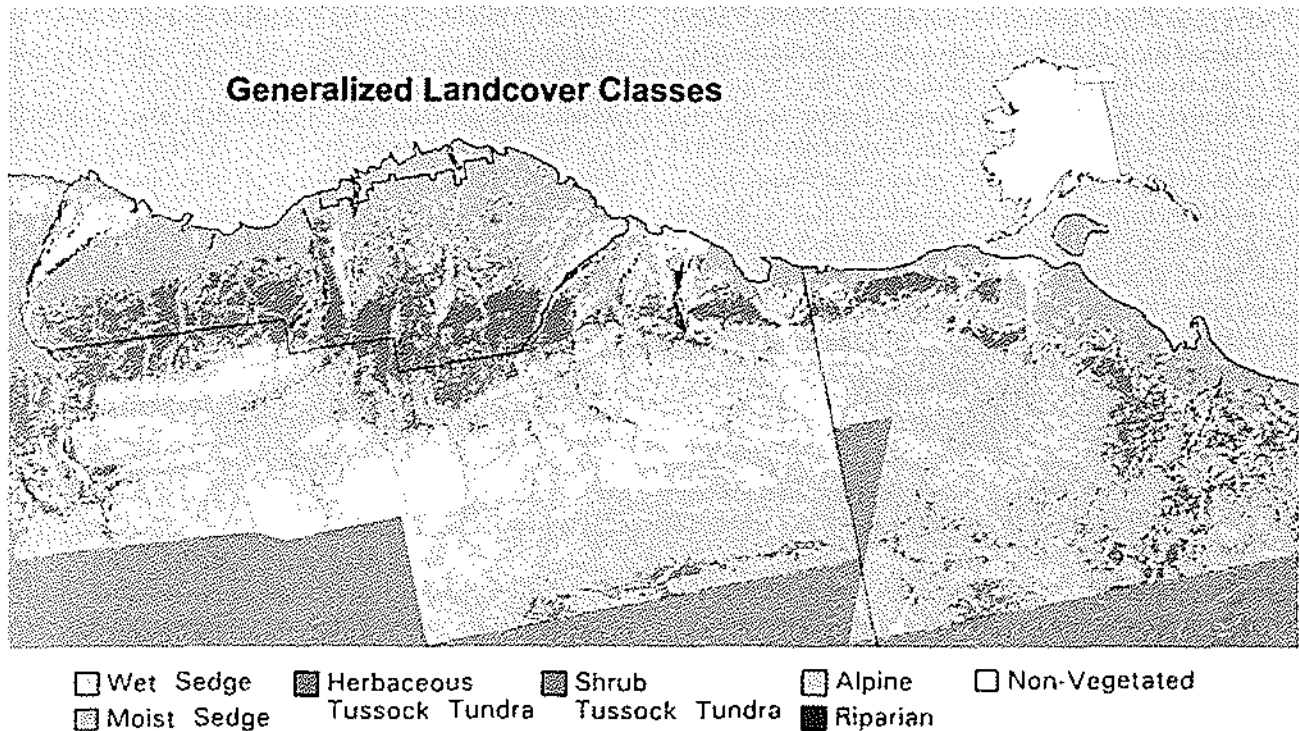 Generalized Landcover Classes
Wet Sedge
Moist Sedge
Herbaceous
Tussock Tundra
Shrub
Tussock Tundra
Alpine
Riparian
Non-Vegetated